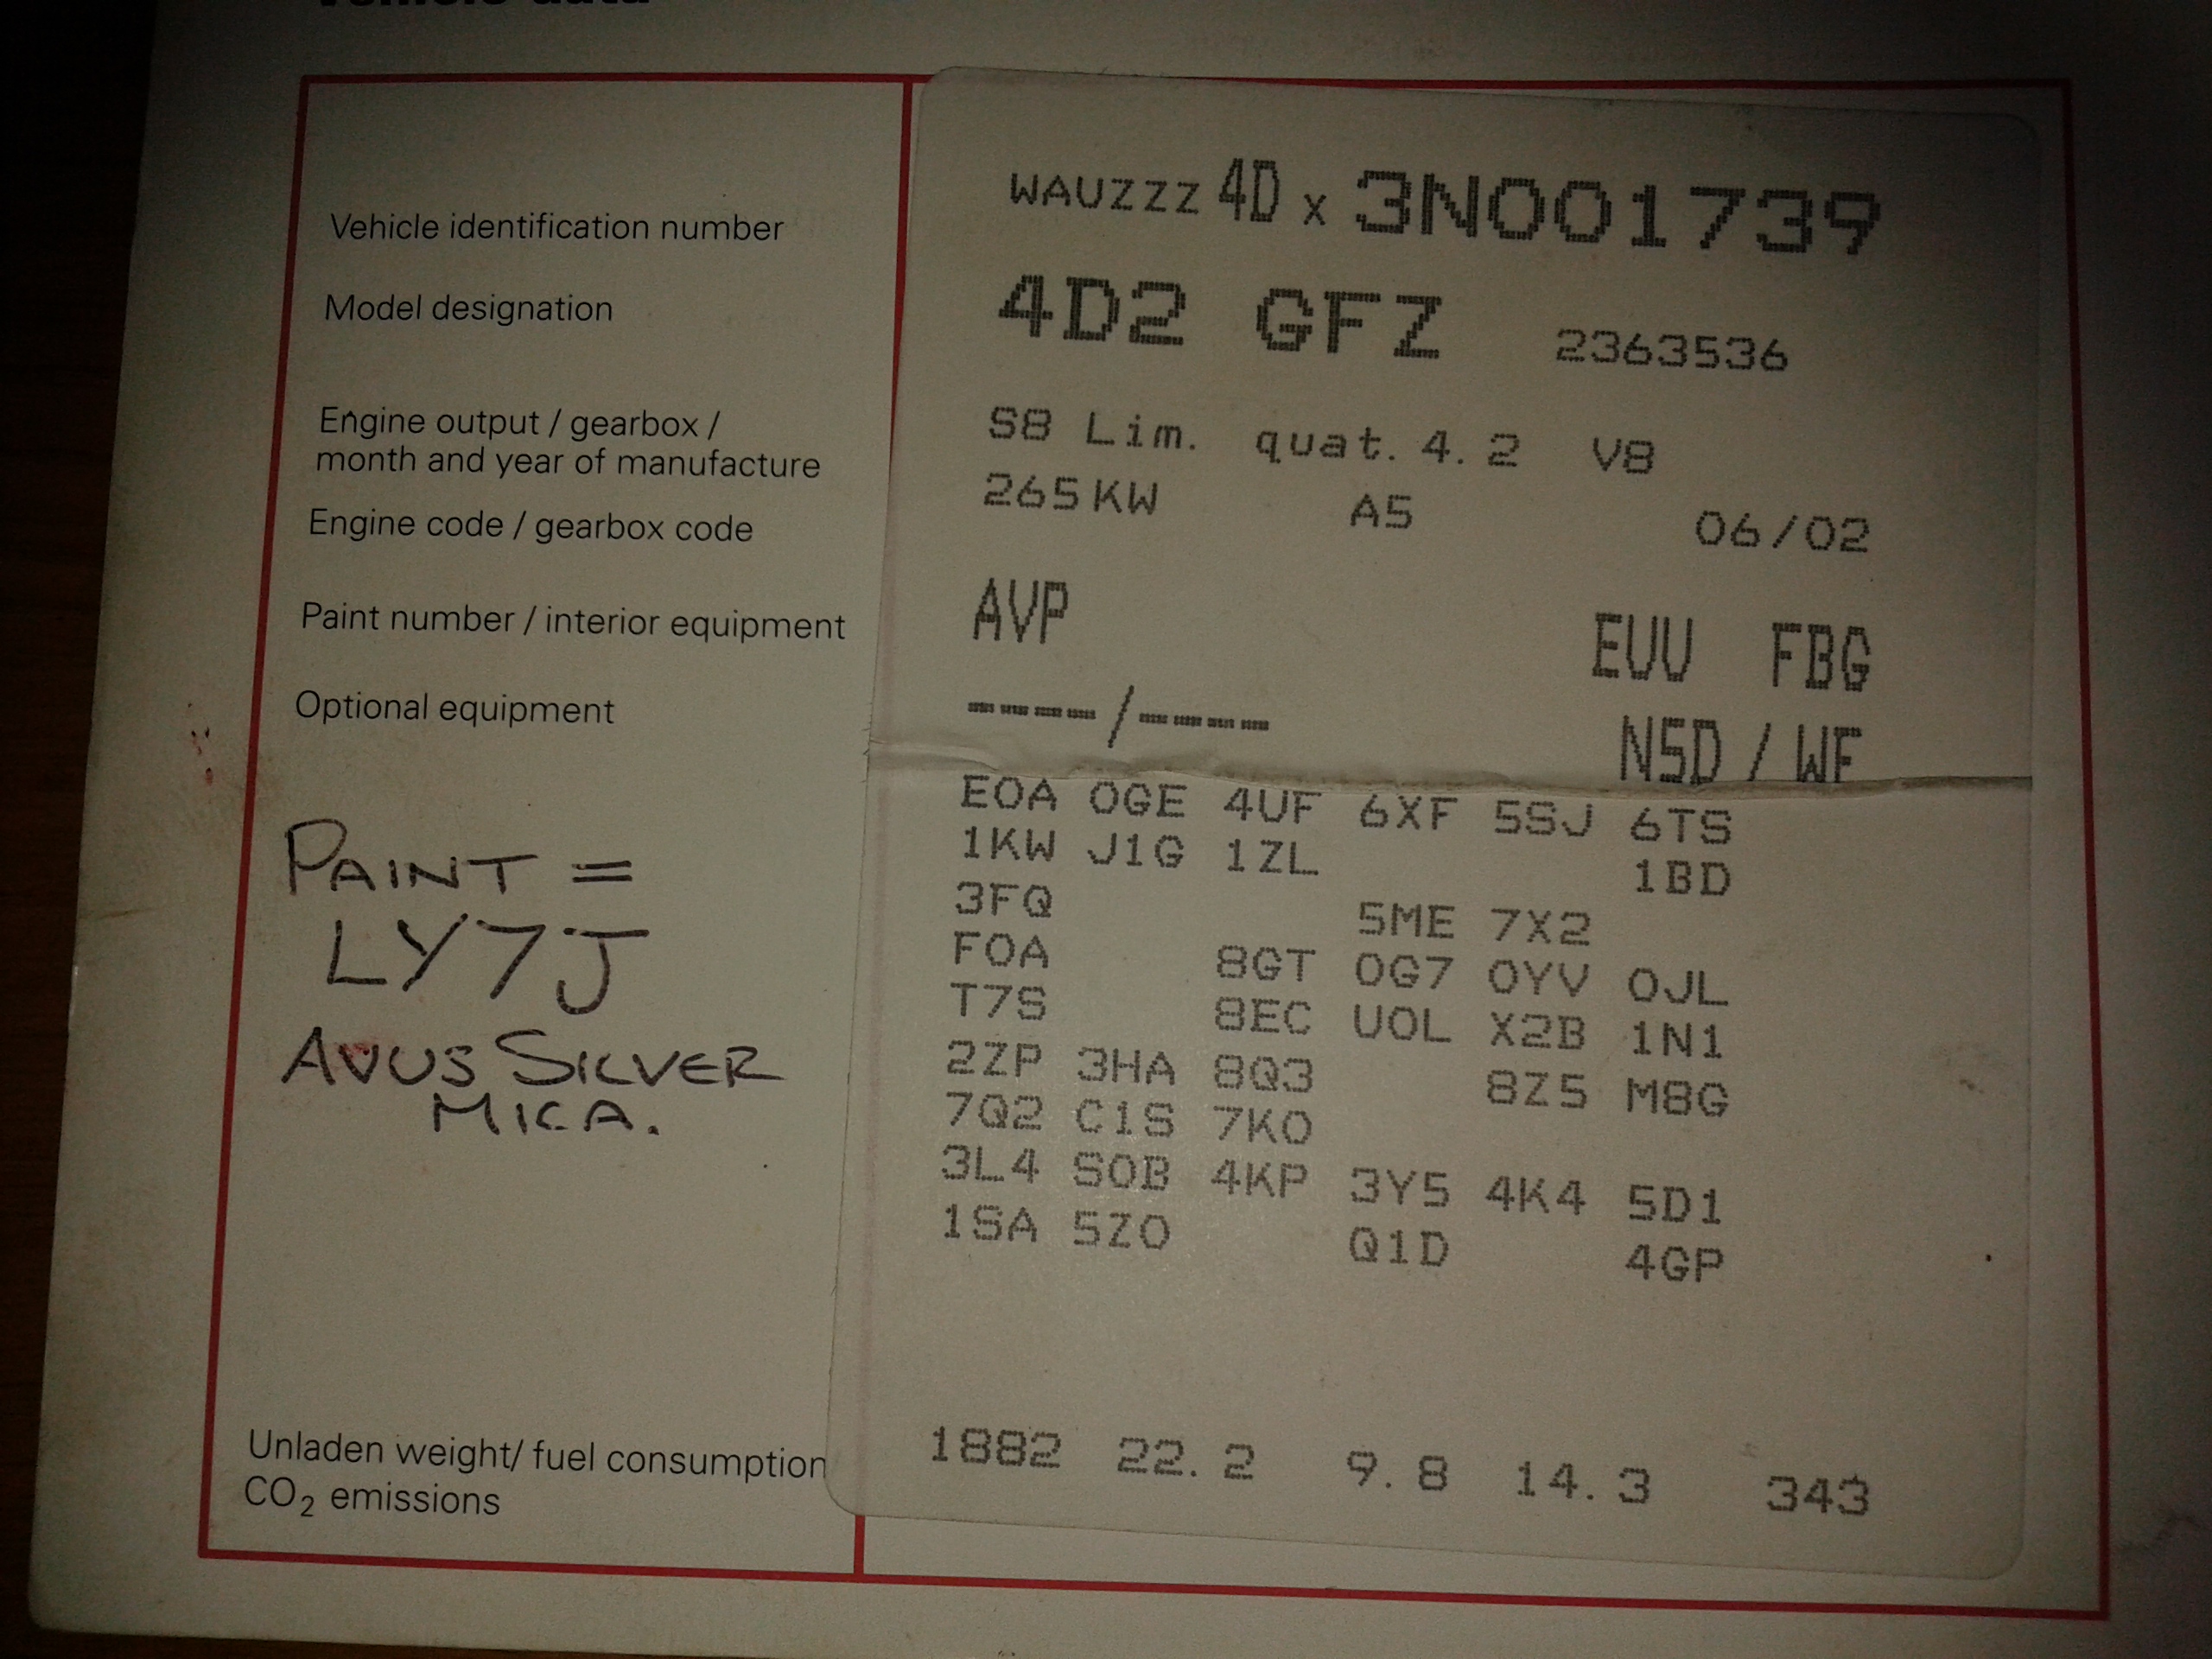 Vehicle data
Vehicle identification number
Model designation
Engine output / gearbox /
month and year of manufacture
Engine code / gearbox code
Paint number / interior equipment
Optional equipment
PAINT =
LY7J
AVUS SILVER
MICA.
Unladen weight/ fuel consumption
CO2 emissions
WAUZZZ 4D x 3N001739
4D2 GFZ 2363536
S8 Lim. quat. 4.2 V8
265KW A5 06/02
AVP EUU FBG
----/---- N5D / WF
E0A 0GE 4UF 6XF 5SJ 6TS
1KW J1G 1ZL 1BD
3FQ 5ME 7X2
F0A 8GT 0G7 0YV 0JL
T7S 8EC U0L X2B 1N1
2ZP 3HA 8Q3 8Z5 M8G
7Q2 C1S 7K0
3L4 S0B 4KP 3Y5 4K4 5D1
1SA 5Z0 Q1D 4GP
1882 22.2 9.8 14.3 343